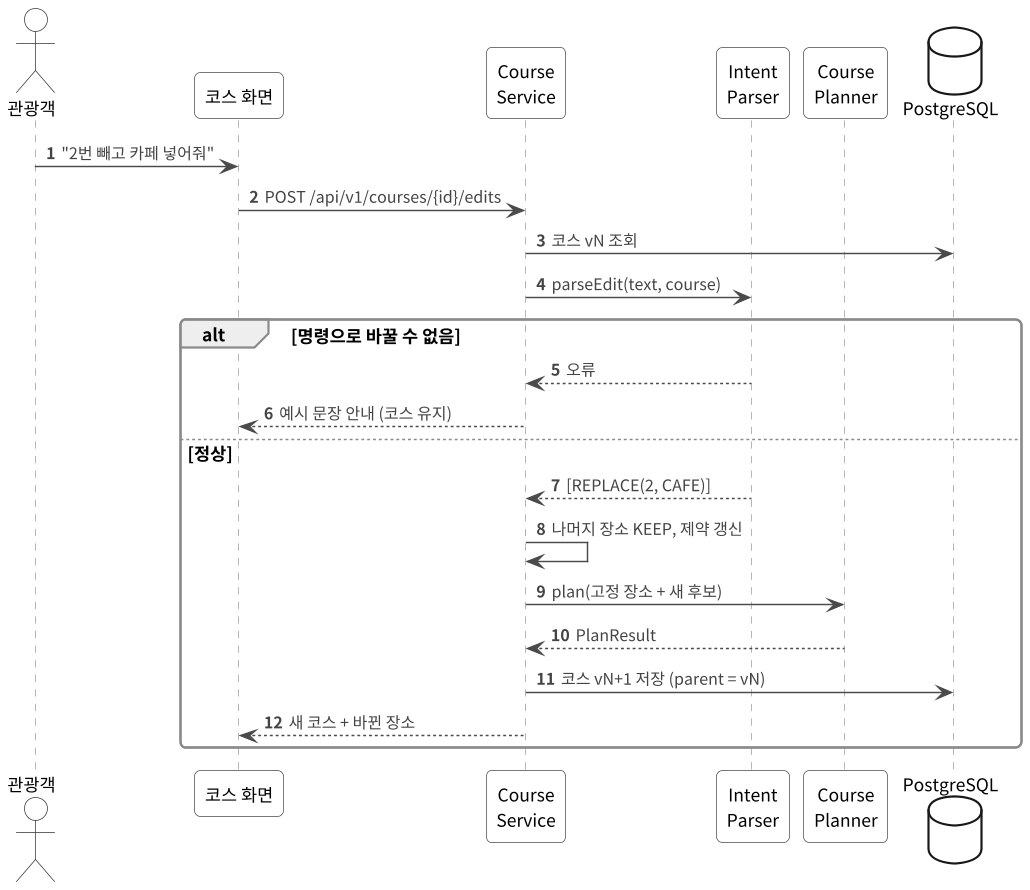 관광객
코스 화면
Course
Service
Intent
Parser
Course
Planner
PostgreSQL
1 "2번 빼고 카페 넣어줘"
2 POST /api/v1/courses/{id}/edits
3 코스 vN 조회
4 parseEdit(text, course)
alt [명령으로 바꿀 수 없음]
5 오류
6 예시 문장 안내 (코스 유지)
[정상]
7 [REPLACE(2, CAFE)]
8 나머지 장소 KEEP, 제약 갱신
9 plan(고정 장소 + 새 후보)
10 PlanResult
11 코스 vN+1 저장 (parent = vN)
12 새 코스 + 바뀐 장소
관광객
코스 화면
Course
Service
Intent
Parser
Course
Planner
PostgreSQL